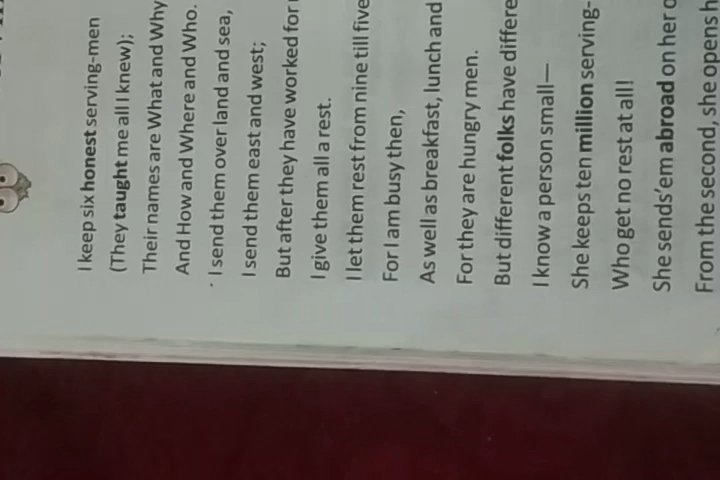 I keep six honest serving-men
(They taught me all I knew);
Their names are What and Why
And How and Where and Who.
I send them over land and sea,
I send them east and west;
But after they have worked for
I give them all a rest.
I let them rest from nine till five
For I am busy then,
As well as breakfast, lunch and
For they are hungry men.
But different folks have differe
I know a person small—
She keeps ten million serving-
Who get no rest at all!
She sends'em abroad on her o
From the second, she opens h